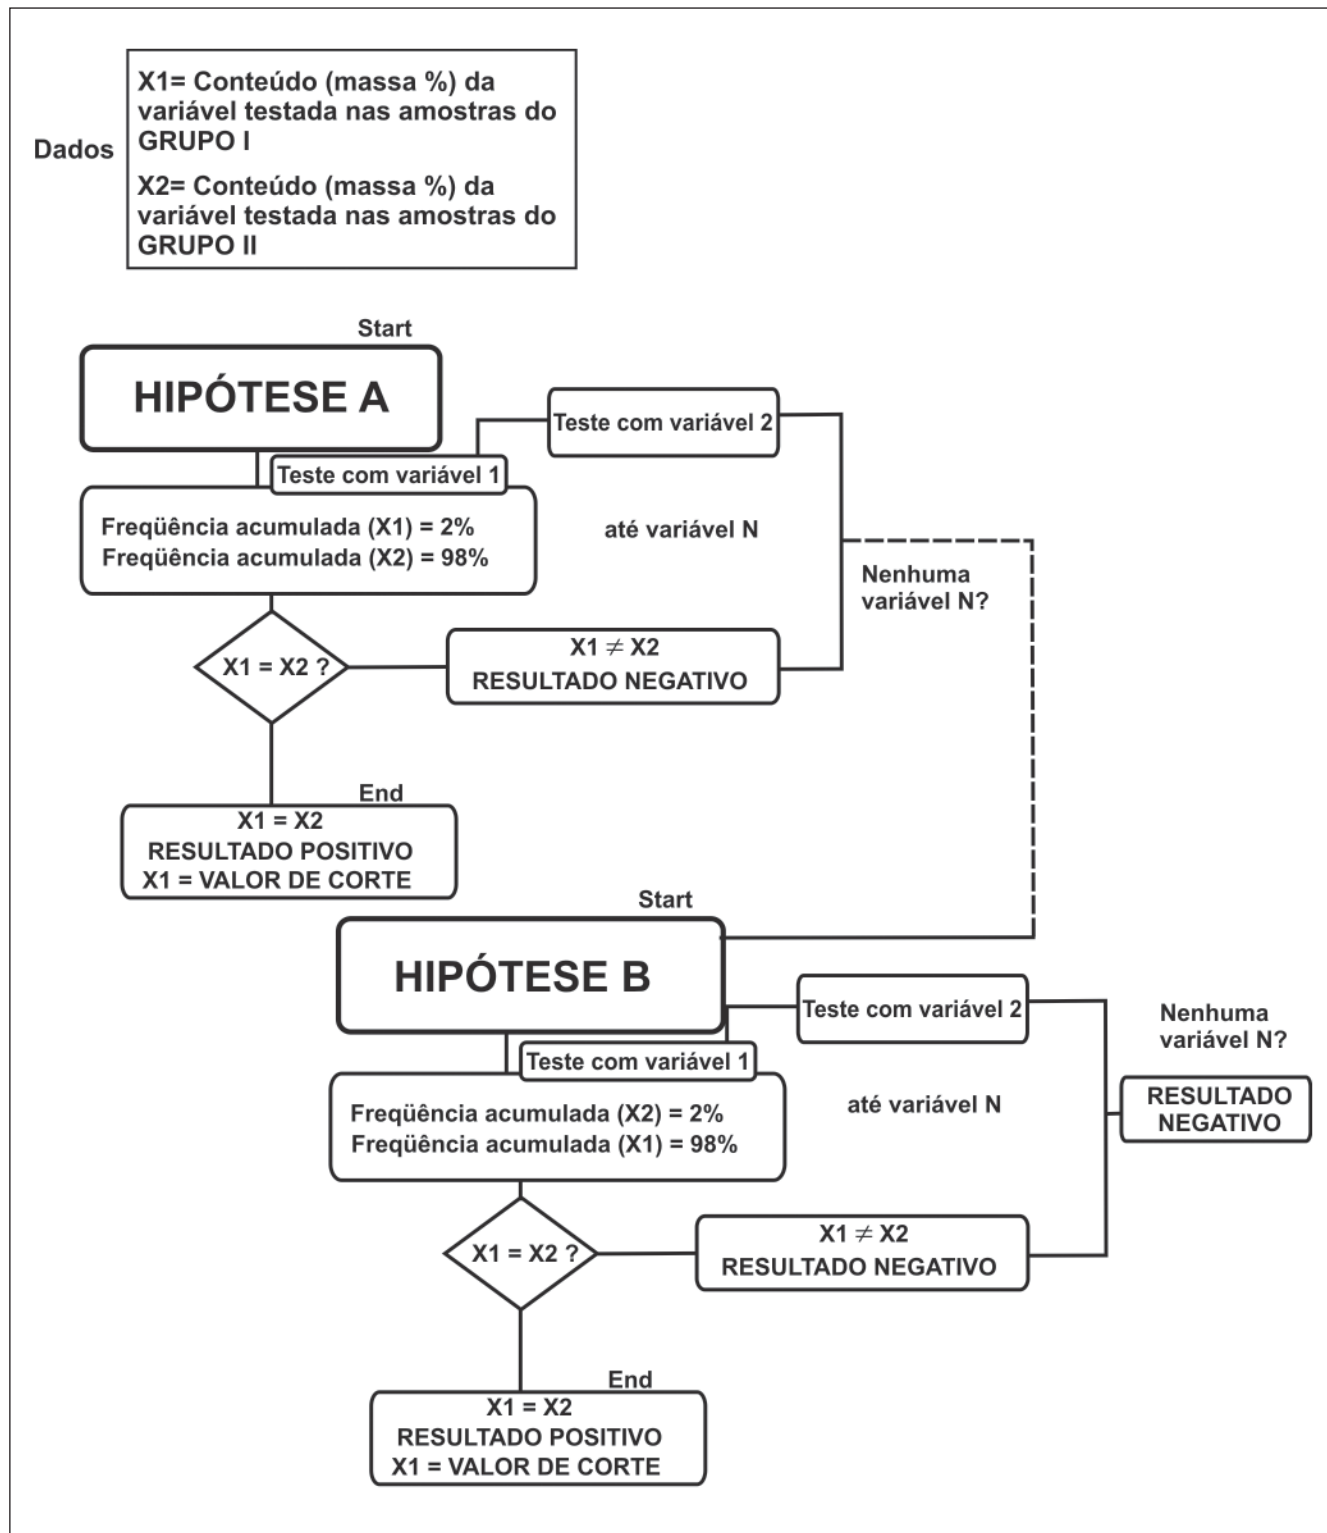 Dados
X1= Conteúdo (massa %) da
variável testada nas amostras do
GRUPO I
X2= Conteúdo (massa %) da
variável testada nas amostras do
GRUPO II
Start
HIPÓTESE A
Teste com variável 2
Teste com variável 1
Freqüência acumulada (X1) = 2%
Freqüência acumulada (X2) = 98%
até variável N
Nenhuma
variável N?
X1 = X2 ?
X1 ≠ X2
RESULTADO NEGATIVO
End
X1 = X2
RESULTADO POSITIVO
X1 = VALOR DE CORTE
Start
HIPÓTESE B
Teste com variável 2
Nenhuma
variável N?
Teste com variável 1
Freqüência acumulada (X2) = 2%
Freqüência acumulada (X1) = 98%
até variável N
RESULTADO
NEGATIVO
X1 = X2 ?
X1 ≠ X2
RESULTADO NEGATIVO
End
X1 = X2
RESULTADO POSITIVO
X1 = VALOR DE CORTE